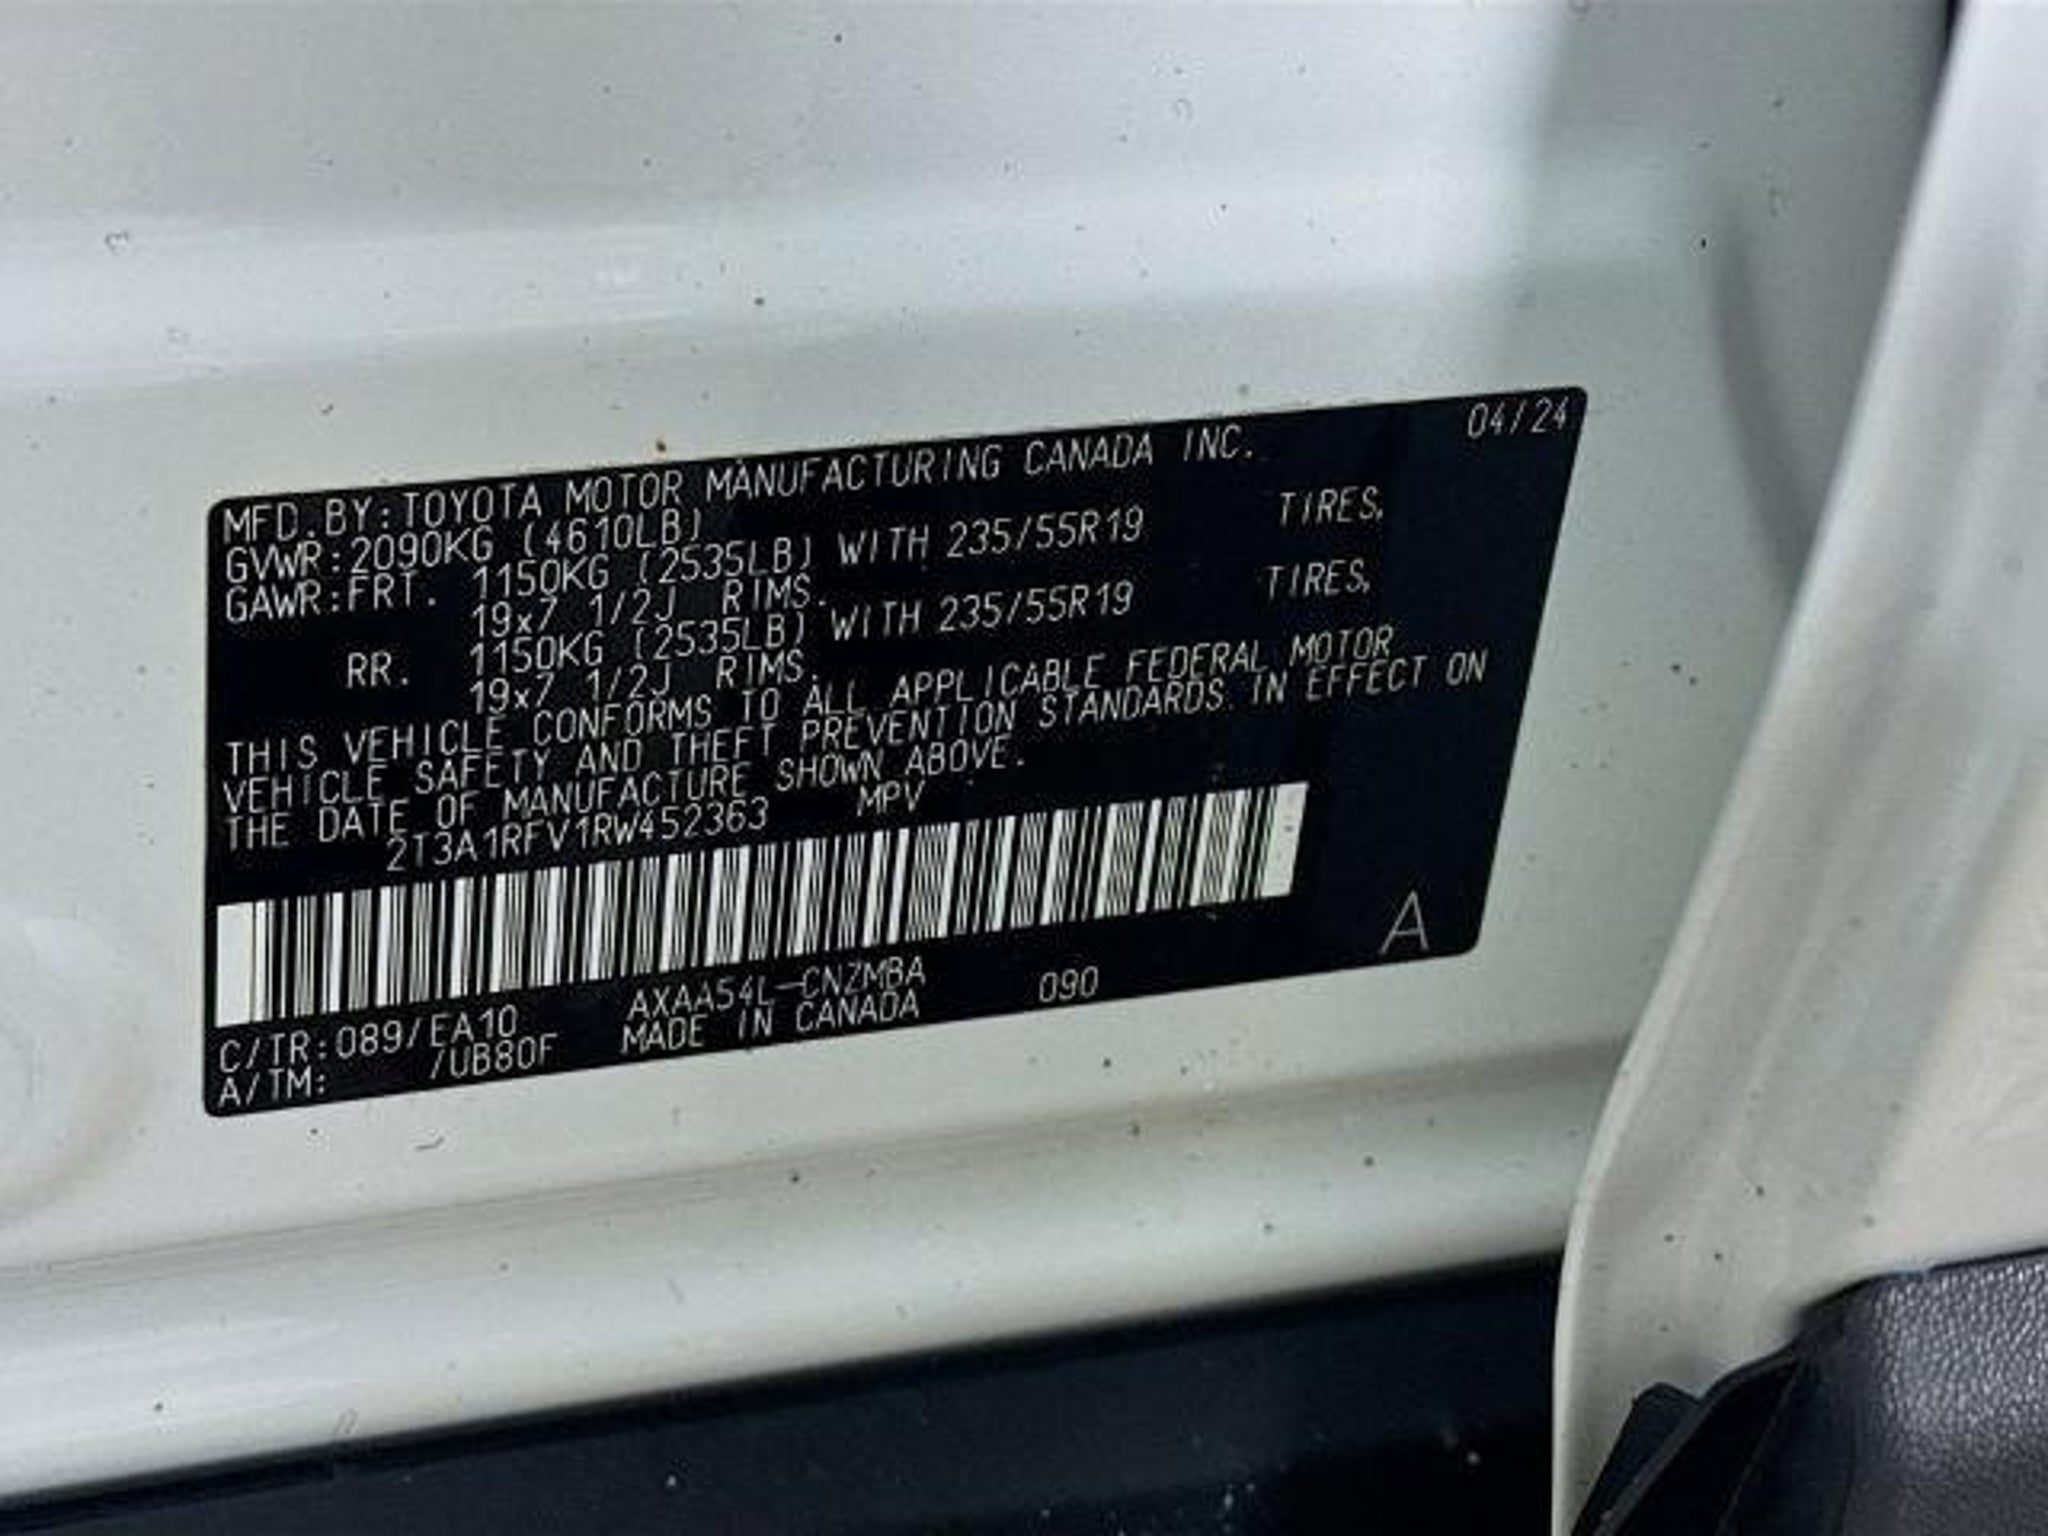 04/24
MFD.BY:TOYOTA MOTOR MANUFACTURING CANADA INC.
GVWR:2090KG (4610LB)
GAWR:FRT. 1150KG (2535LB) WITH 235/55R19 TIRES,
19x7 1/2J RIMS.
RR. 1150KG (2535LB) WITH 235/55R19 TIRES,
19x7 1/2J RIMS.
THIS VEHICLE CONFORMS TO ALL APPLICABLE FEDERAL MOTOR
VEHICLE SAFETY AND THEFT PREVENTION STANDARDS IN EFFECT ON
THE DATE OF MANUFACTURE SHOWN ABOVE.
2T3A1RFV1RW452363 MPV
A
C/TR:089/EA10 AXAA54L-CNZMBA 090
A/TM: /UB80F MADE IN CANADA